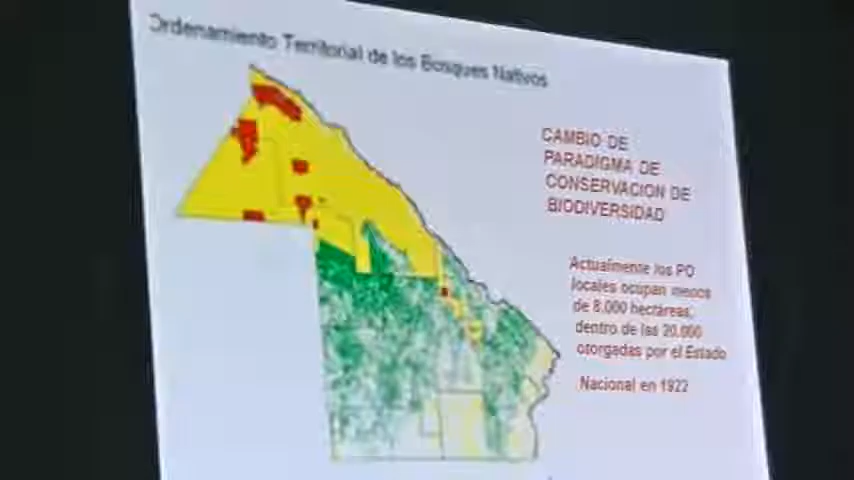 Ordenamiento Territorial de los Bosques Nativos
CAMBIO DE
PARADIGMA DE
CONSERVACION DE
BIODIVERSIDAD
Actualmente los PO
locales ocupan menos
de 8.000 hectáreas,
dentro de las 20.000
otorgadas por el Estado
Nacional en 1922